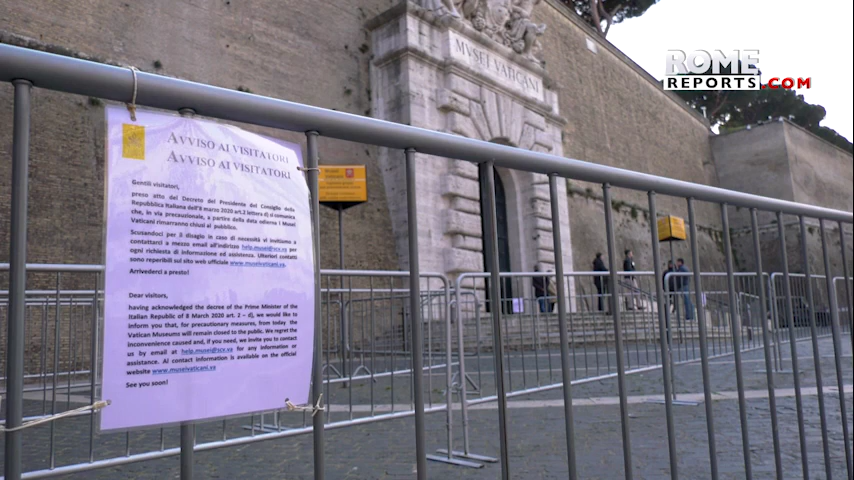 MVSEI VATICANI
ROME
REPORTS.COM
AVVISO AI VISITATORI
AVVISO AI VISITATORI
Gentili visitatori,
preso atto del Decreto del Presidente del Consiglio della
Repubblica Italiana dell'8 marzo 2020 art.2 lettera d) si comunica
che, in via precauzionale, a partire dalla data odierna i Musei
Vaticani rimarranno chiusi al pubblico.
Scusandoci per il disagio in caso di necessità vi invitiamo a
contattarci a mezzo email all'indirizzo help.musei@scv.va per
ogni richiesta di informazione ed assistenza. Ulteriori contatti
sono reperibili sul sito web ufficiale www.museivaticani.va.
Arrivederci a presto!
Dear visitors,
having acknowledged the decree of the Prime Minister of the
Italian Republic of 8 March 2020 art. 2 – d), we would like to
inform you that, for precautionary measures, from today the
Vatican Museums will remain closed to the public. We regret the
inconvenience caused and, if you need, we invite you to contact
us by email at help.musei@scv.va for any information or
assistance. Al contact information is available on the official
website www.museivaticani.va
See you soon!